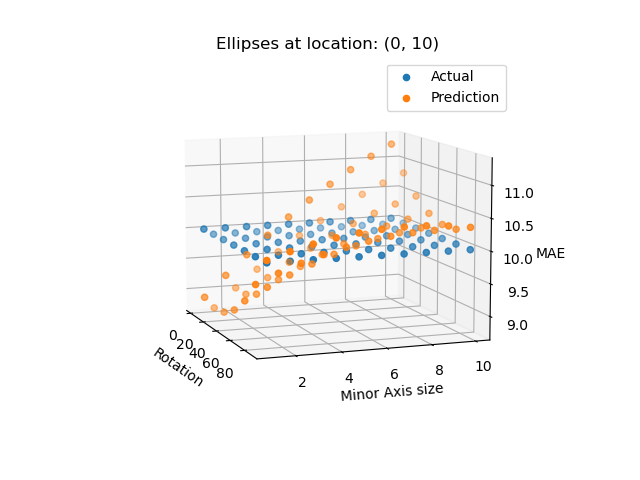 Ellipses at location: (0, 10)
Actual
Prediction
11.0
10.5
10.0
9.5
9.0
MAE
0
20
40
60
80
Rotation
2
4
6
8
10
Minor Axis size